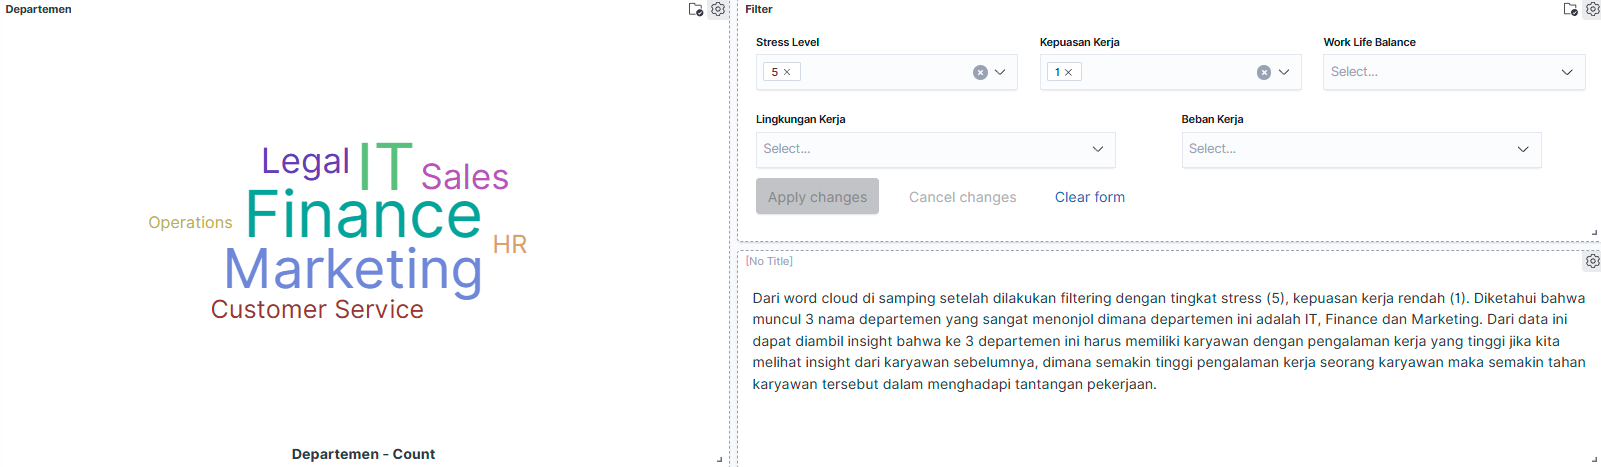 Departemen
Legal
IT
Sales
Operations
Finance
HR
Marketing
Customer Service
Departemen - Count
Filter
Stress Level
5
Kepuasan Kerja
1
Work Life Balance
Select...
Lingkungan Kerja
Select...
Beban Kerja
Select...
Apply changes
Cancel changes
Clear form
[No Title]
Dari word cloud di samping setelah dilakukan filtering dengan tingkat stress (5), kepuasan kerja rendah (1). Diketahui bahwa
muncul 3 nama departemen yang sangat menonjol dimana departemen ini adalah IT, Finance dan Marketing. Dari data ini
dapat diambil insight bahwa ke 3 departemen ini harus memiliki karyawan dengan pengalaman kerja yang tinggi jika kita
melihat insight dari karyawan sebelumnya, dimana semakin tinggi pengalaman kerja seorang karyawan maka semakin tahan
karyawan tersebut dalam menghadapi tantangan pekerjaan.